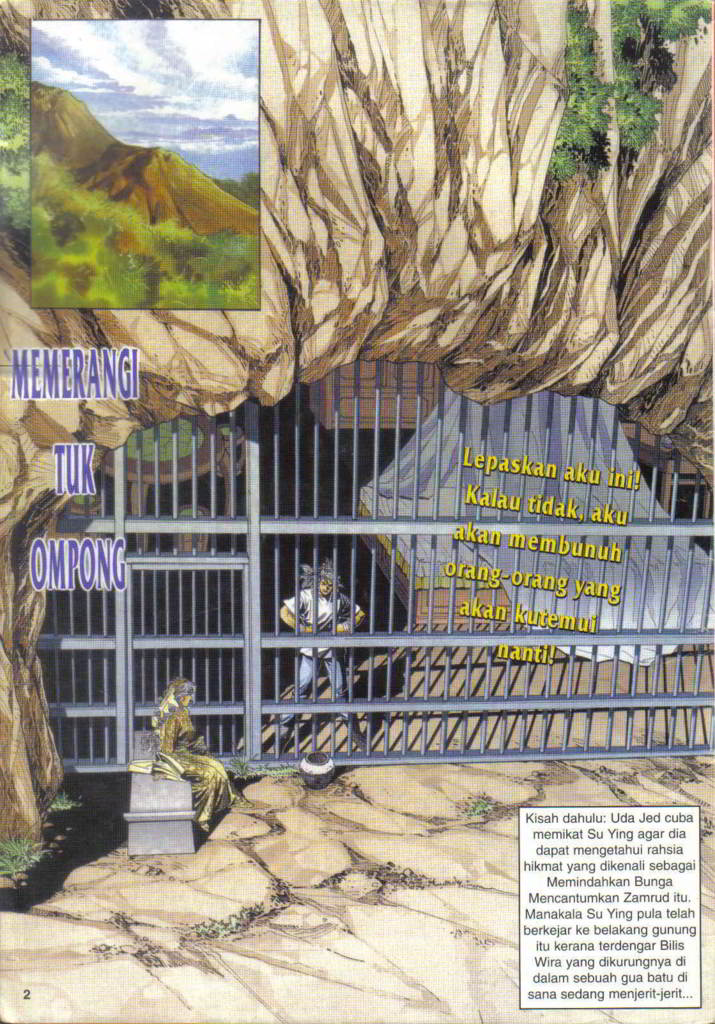 MEMERANGI
TUK
OMPONG
Lepaskan aku ini!
Kalau tidak, aku
akan membunuh
orang-orang yang
akan kutemui
nanti!
Kisah dahulu: Uda Jed cuba
memikat Su Ying agar dia
dapat mengetahui rahsia
hikmat yang dikenali sebagai
Memindahkan Bunga
Mencantumkan Zamrud itu.
Manakala Su Ying pula telah
berkejar ke belakang gunung
itu kerana terdengar Bilis
Wira yang dikurungnya di
dalam sebuah gua batu di
sana sedang menjerit-jerit...
2